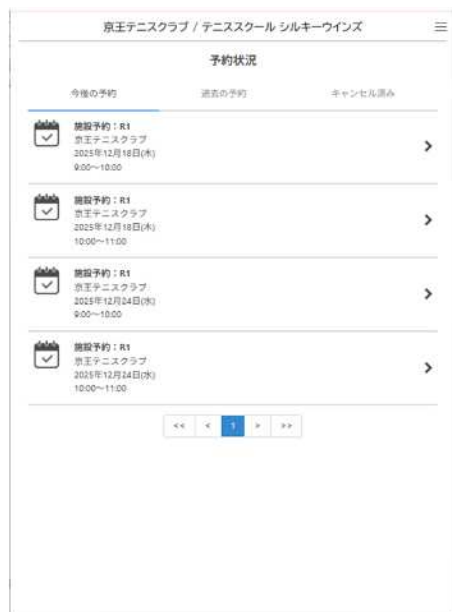 京王テニスクラブ / テニススクール シルキーウインズ
予約状況
今後の予約
過去の予約
キャンセル済み
施設予約：R1
京王テニスクラブ
2025年12月18日(木)
9:00～10:00
施設予約：R1
京王テニスクラブ
2025年12月18日(木)
10:00～11:00
施設予約：R1
京王テニスクラブ
2025年12月24日(水)
9:00～10:00
施設予約：R1
京王テニスクラブ
2025年12月24日(水)
10:00～11:00
<< < 1 > >>